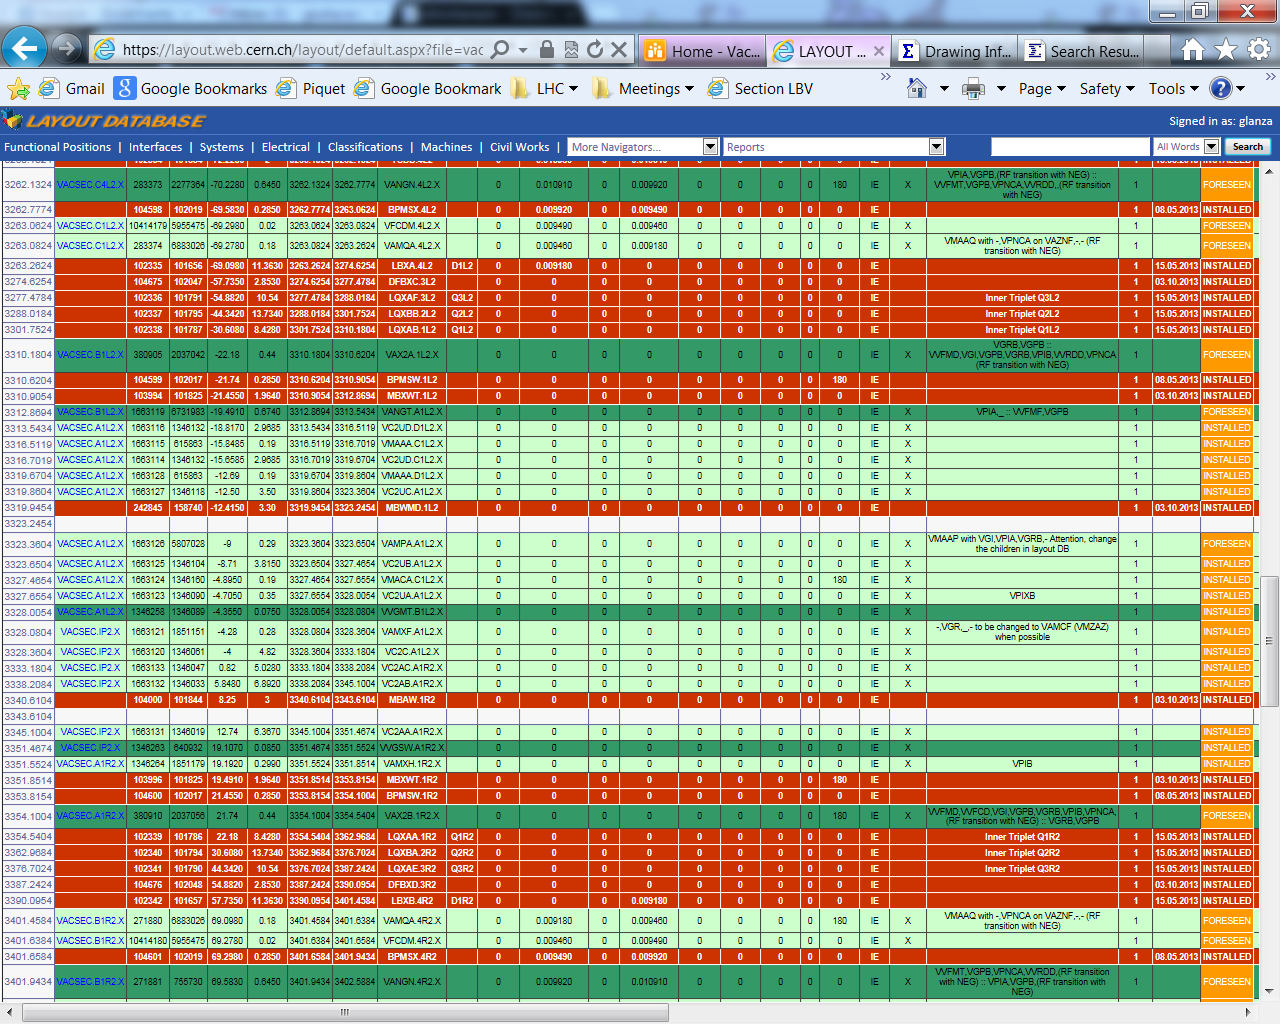 https://layout.web.cern.ch/layout/default.aspx?file=vac
Home - Vac...
LAYOUT ...
Drawing Inf...
Search Resu...
Gmail
Google Bookmarks
Piquet
Google Bookmark
LHC
Meetings
Section LBV
Page
Safety
Tools
LAYOUT DATABASE
Signed in as: glanza
Functional Positions | Interfaces | Systems | Electrical | Classifications | Machines | Civil Works | More Navigators... Reports All Words Search
3262.1324 VACSEC.C4L2.X 283373 2277364 -70.2280 0.6450 3262.1324 3262.7774 VANGN.4L2.X 0 0.010910 0 0.009920 0 0 0 180 IE X VPIA,VGPB,(RF transition with NEG) :: VVFMT,VGPB,VPNCA,VVRDD,,(RF transition with NEG) 1 FORESEEN
3262.7774 104598 102019 -69.5830 0.2850 3262.7774 3263.0624 BPMSX.4L2 0 0.009920 0 0.009490 0 0 0 0 IE 1 08.05.2013 INSTALLED
3263.0624 VACSEC.C1L2.X 10414179 5955475 -69.2980 0.02 3263.0624 3263.0824 VFCDM.4L2.X 0 0.009490 0 0.009460 0 0 0 0 IE X 1 FORESEEN
3263.0824 VACSEC.C1L2.X 283374 6883026 -69.2780 0.18 3263.0824 3263.2624 VAMQA.4L2.X 0 0.009460 0 0.009180 0 0 0 0 IE X VMAAQ with -,VPNCA on VAZNF,-,- (RF transition with NEG) 1 FORESEEN
3263.2624 102335 101656 -69.0980 11.3630 3263.2624 3274.6254 LBXA.4L2 D1L2 0 0.009180 0 0 0 0 0 0 IE 1 15.05.2013 INSTALLED
3274.6254 104675 102047 -57.7350 2.8530 3274.6254 3277.4784 DFBXC.3L2 0 0 0 0 0 0 0 0 IE 1 03.10.2013 INSTALLED
3277.4784 102336 101791 -54.8820 10.54 3277.4784 3288.0184 LQXAF.3L2 Q3L2 0 0 0 0 0 0 0 0 IE Inner Triplet Q3L2 1 15.05.2013 INSTALLED
3288.0184 102337 101795 -44.3420 13.7340 3288.0184 3301.7524 LQXBB.2L2 Q2L2 0 0 0 0 0 0 0 0 IE Inner Triplet Q2L2 1 15.05.2013 INSTALLED
3301.7524 102338 101787 -30.6080 8.4280 3301.7524 3310.1804 LQXAB.1L2 Q1L2 0 0 0 0 0 0 0 0 IE Inner Triplet Q1L2 1 15.05.2013 INSTALLED
3310.1804 VACSEC.B1L2.X 380905 2037042 -22.18 0.44 3310.1804 3310.6204 VAX2A.1L2.X 0 0 0 0 0 0 0 0 IE X VGRB,VGPB :: VVFMD,VGI,VGPB,VGRB,VPIB,VVRDD,VPNCA (RF transition with NEG) 1 FORESEEN
3310.6204 104599 102017 -21.74 0.2850 3310.6204 3310.9054 BPMSW.1L2 0 0 0 0 0 0 0 180 IE 1 08.05.2013 INSTALLED
3310.9054 103994 101825 -21.4550 1.9640 3310.9054 3312.8694 MBXWT.1L2 0 0 0 0 0 0 0 0 IE 1 03.10.2013 INSTALLED
3312.8694 VACSEC.B1L2.X 1663119 6731983 -19.4910 0.6740 3312.8694 3313.5434 VANGT.A1L2.X 0 0 0 0 0 0 0 0 IE X VPIA,_ :: VVFMF,VGPB 1 FORESEEN
3313.5434 VACSEC.A1L2.X 1663116 1346132 -18.8170 2.9685 3313.5434 3316.5119 VC2UD.D1L2.X 0 0 0 0 0 0 0 0 IE X 1 INSTALLED
3316.5119 VACSEC.A1L2.X 1663115 615863 -15.8485 0.19 3316.5119 3316.7019 VMAAA.C1L2.X 0 0 0 0 0 0 0 0 IE X 1 INSTALLED
3316.7019 VACSEC.A1L2.X 1663114 1346132 -15.6585 2.9685 3316.7019 3319.6704 VC2UD.C1L2.X 0 0 0 0 0 0 0 0 IE X 1 INSTALLED
3319.6704 VACSEC.A1L2.X 1663128 615863 -12.69 0.19 3319.6704 3319.8604 VMAAA.D1L2.X 0 0 0 0 0 0 0 0 IE X 1 INSTALLED
3319.8604 VACSEC.A1L2.X 1663127 1346118 -12.50 3.50 3319.8604 3323.3604 VC2UC.A1L2.X 0 0 0 0 0 0 0 0 IE X 1 INSTALLED
3319.9454 242845 158740 -12.4150 3.30 3319.9454 3323.2454 MBWMD.1L2 0 0 0 0 0 0 0 0 IE 1 03.10.2013 INSTALLED
3323.2454
3323.3604 VACSEC.A1L2.X 1663126 5807028 -9 0.29 3323.3604 3323.6504 VAMPA.A1L2.X 0 0 0 0 0 0 0 0 IE X VMAAP with VGI,VPIA,VGRB,- Attention, change the children in layout DB 1 FORESEEN
3323.6504 VACSEC.A1L2.X 1663125 1346104 -8.71 3.8150 3323.6504 3327.4654 VC2UB.A1L2.X 0 0 0 0 0 0 0 0 IE X 1 INSTALLED
3327.4654 VACSEC.A1L2.X 1663124 1346160 -4.8950 0.19 3327.4654 3327.6554 VMACA.C1L2.X 0 0 0 0 0 0 0 180 IE X 1 INSTALLED
3327.6554 VACSEC.A1L2.X 1663123 1346090 -4.7050 0.35 3327.6554 3328.0054 VC2UA.A1L2.X 0 0 0 0 0 0 0 0 IE X VPIXB 1 INSTALLED
3328.0054 VACSEC.A1L2.X 1346258 1346089 -4.3550 0.0750 3328.0054 3328.0804 VVGMT.B1L2.X 0 0 0 0 0 0 0 0 IE X 1 INSTALLED
3328.0804 VACSEC.IP2.X 1663121 1851151 -4.28 0.28 3328.0804 3328.3604 VAMXF.A1L2.X 0 0 0 0 0 0 0 0 IE X -,VGR,_,- to be changed to VAMCF (VMZAZ) when possible 1 INSTALLED
3328.3604 VACSEC.IP2.X 1663120 1346061 -4 4.82 3328.3604 3333.1804 VC2C.A1L2.X 0 0 0 0 0 0 0 0 IE X 1 INSTALLED
3333.1804 VACSEC.IP2.X 1663133 1346047 0.82 5.0280 3333.1804 3338.2084 VC2AC.A1R2.X 0 0 0 0 0 0 0 0 IE X 1 INSTALLED
3338.2084 VACSEC.IP2.X 1663132 1346033 5.8480 6.8920 3338.2084 3345.1004 VC2AB.A1R2.X 0 0 0 0 0 0 0 0 IE X 1 INSTALLED
3340.6104 104000 101844 8.25 3 3340.6104 3343.6104 MBAW.1R2 0 0 0 0 0 0 0 0 IE 1 03.10.2013 INSTALLED
3343.6104
3345.1004 VACSEC.IP2.X 1663131 1346019 12.74 6.3670 3345.1004 3351.4674 VC2AA.A1R2.X 0 0 0 0 0 0 0 0 IE X 1 INSTALLED
3351.4674 VACSEC.IP2.X 1346263 640932 19.1070 0.0850 3351.4674 3351.5524 VVGSW.A1R2.X 0 0 0 0 0 0 0 0 IE X 1 INSTALLED
3351.5524 VACSEC.A1R2.X 1346264 1851179 19.1920 0.2990 3351.5524 3351.8514 VAMXH.1R2.X 0 0 0 0 0 0 0 0 IE X VPIB 1 INSTALLED
3351.8514 103996 101825 19.4910 1.9640 3351.8514 3353.8154 MBXWT.1R2 0 0 0 0 0 0 0 180 IE 1 03.10.2013 INSTALLED
3353.8154 104600 102017 21.4550 0.2850 3353.8154 3354.1004 BPMSW.1R2 0 0 0 0 0 0 0 0 IE 1 08.05.2013 INSTALLED
3354.1004 VACSEC.A1R2.X 380910 2037056 21.74 0.44 3354.1004 3354.5404 VAX2B.1R2.X 0 0 0 0 0 0 0 180 IE X VVFMD,VVFCD,VGI,VGPB,VGRB,VPIB,VPNCA, (RF transition with NEG) :: VGRB,VGPB 1 FORESEEN
3354.5404 102339 101786 22.18 8.4280 3354.5404 3362.9684 LQXAA.1R2 Q1R2 0 0 0 0 0 0 0 0 IE Inner Triplet Q1R2 1 15.05.2013 INSTALLED
3362.9684 102340 101794 30.6080 13.7340 3362.9684 3376.7024 LQXBA.2R2 Q2R2 0 0 0 0 0 0 0 0 IE Inner Triplet Q2R2 1 15.05.2013 INSTALLED
3376.7024 102341 101790 44.3420 10.54 3376.7024 3387.2424 LQXAE.3R2 Q3R2 0 0 0 0 0 0 0 0 IE Inner Triplet Q3R2 1 15.05.2013 INSTALLED
3387.2424 104676 102048 54.8820 2.8530 3387.2424 3390.0954 DFBXD.3R2 0 0 0 0 0 0 0 0 IE 1 03.10.2013 INSTALLED
3390.0954 102342 101657 57.7350 11.3630 3390.0954 3401.4584 LBXB.4R2 D1R2 0 0 0 0.009180 0 0 0 0 IE 1 15.05.2013 INSTALLED
3401.4584 VACSEC.B1R2.X 271880 6883026 69.0980 0.18 3401.4584 3401.6384 VAMQA.4R2.X 0 0.009180 0 0.009460 0 0 0 180 IE X VMAAQ with -,VPNCA on VAZNF,-,- (RF transition with NEG) 1 FORESEEN
3401.6384 VACSEC.B1R2.X 10414180 5955475 69.2780 0.02 3401.6384 3401.6584 VFCDM.4R2.X 0 0.009460 0 0.009490 0 0 0 0 IE X 1 FORESEEN
3401.6584 104601 102019 69.2980 0.2850 3401.6584 3401.9434 BPMSX.4R2 0 0.009490 0 0.009920 0 0 0 0 IE 1 08.05.2013 INSTALLED
3401.9434 VACSEC.B1R2.X 271881 755730 69.5830 0.6450 3401.9434 3402.5884 VANGN.4R2.X 0 0.009920 0 0.010910 0 0 0 0 IE X VVFMT,VGPB,VPNCA,VVRDD,(RF transition with NEG) :: VPIA,VGPB,(RF transition with NEG) 1 FORESEEN